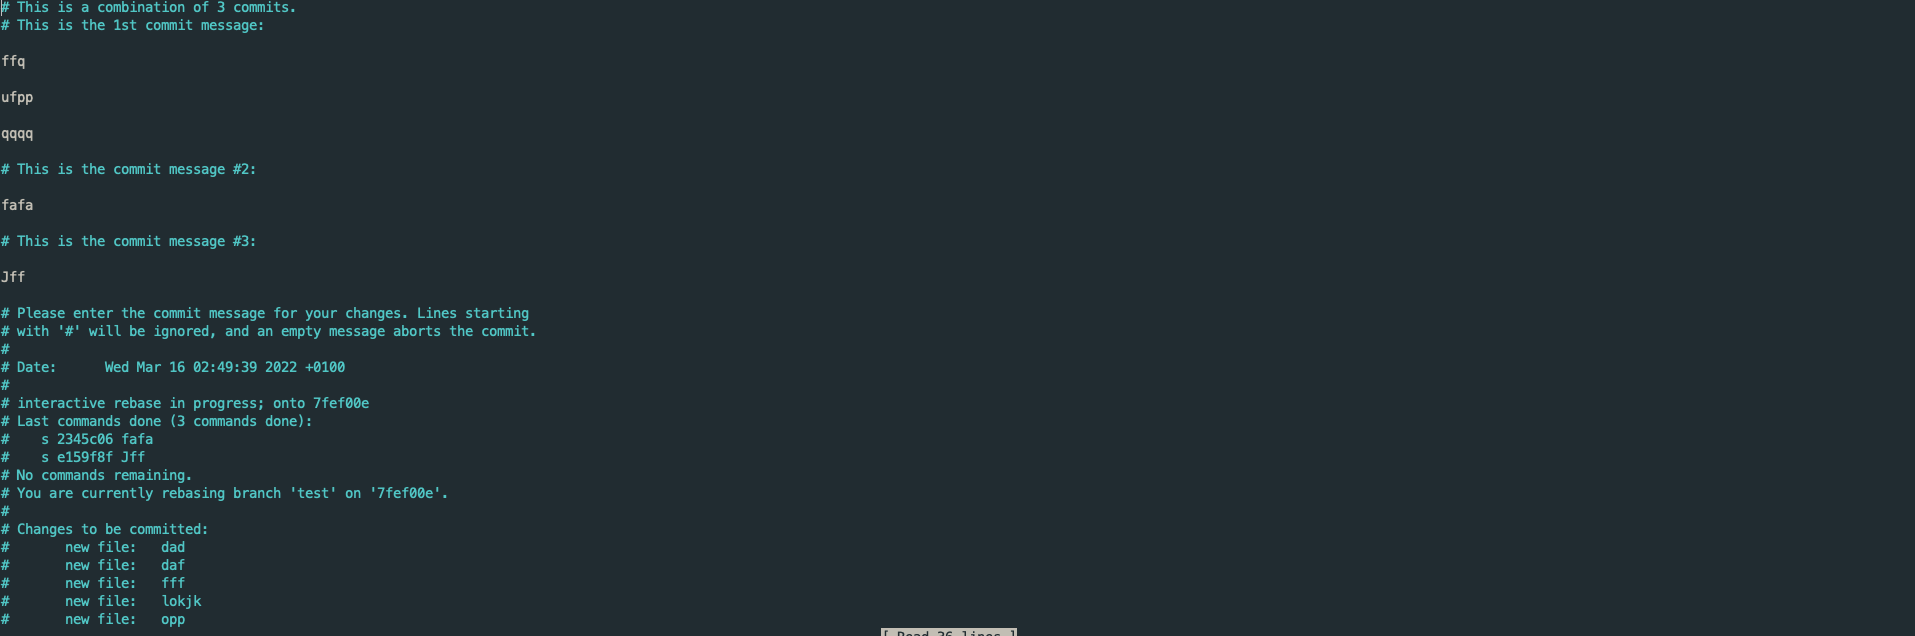 # This is a combination of 3 commits.
# This is the 1st commit message:
ffq
ufpp
qqqq
# This is the commit message #2:
fafa
# This is the commit message #3:
Jff
# Please enter the commit message for your changes. Lines starting
# with '#' will be ignored, and an empty message aborts the commit.
#
# Date:      Wed Mar 16 02:49:39 2022 +0100
#
# interactive rebase in progress; onto 7fef00e
# Last commands done (3 commands done):
#    s 2345c06 fafa
#    s e159f8f Jff
# No commands remaining.
# You are currently rebasing branch 'test' on '7fef00e'.
#
# Changes to be committed:
#       new file:   dad
#       new file:   daf
#       new file:   fff
#       new file:   lokjk
#       new file:   opp
[ Read 36 lines ]